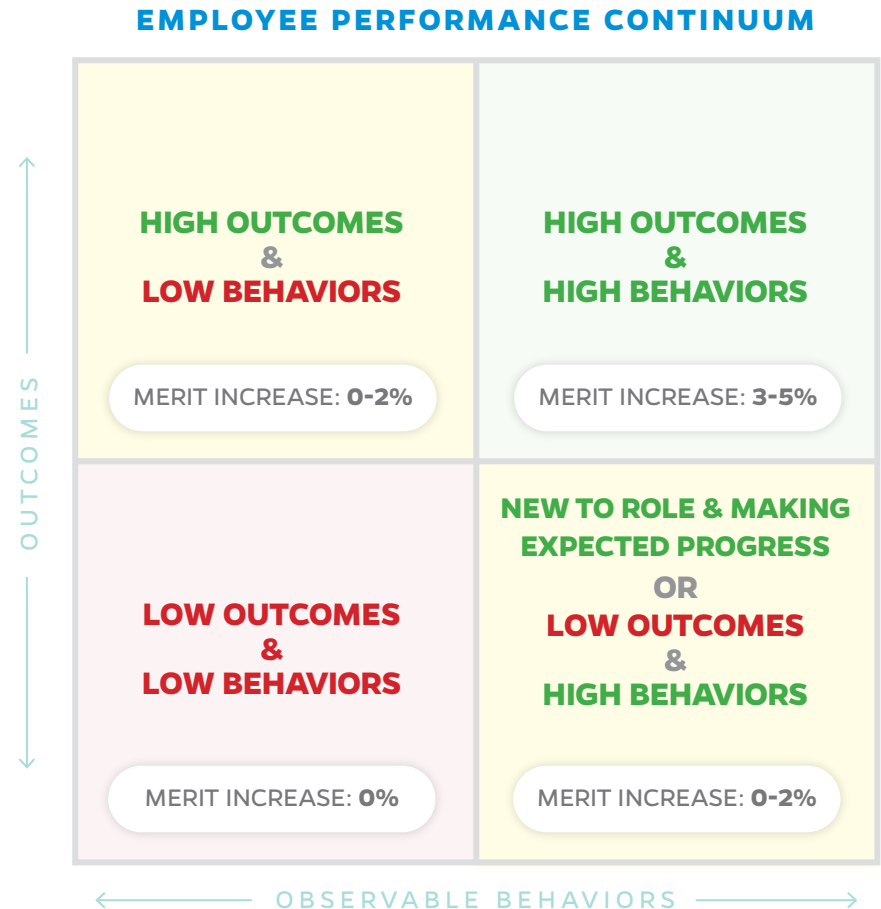 EMPLOYEE PERFORMANCE CONTINUUM
HIGH OUTCOMES
&
LOW BEHAVIORS
MERIT INCREASE: 0-2%
HIGH OUTCOMES
&
HIGH BEHAVIORS
MERIT INCREASE: 3-5%
OUTCOMES
LOW OUTCOMES
&
LOW BEHAVIORS
MERIT INCREASE: 0%
NEW TO ROLE & MAKING
EXPECTED PROGRESS
OR
LOW OUTCOMES
&
HIGH BEHAVIORS
MERIT INCREASE: 0-2%
OBSERVABLE BEHAVIORS